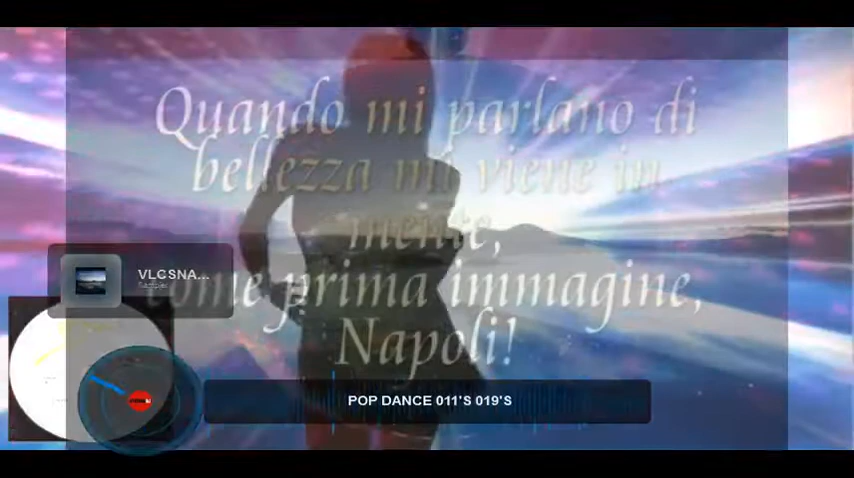 Quando mi parlano di
bellezza mi viene in
mente,
come prima immagine,
Napoli!
VLCSNA...
POP DANCE 011'S 019'S